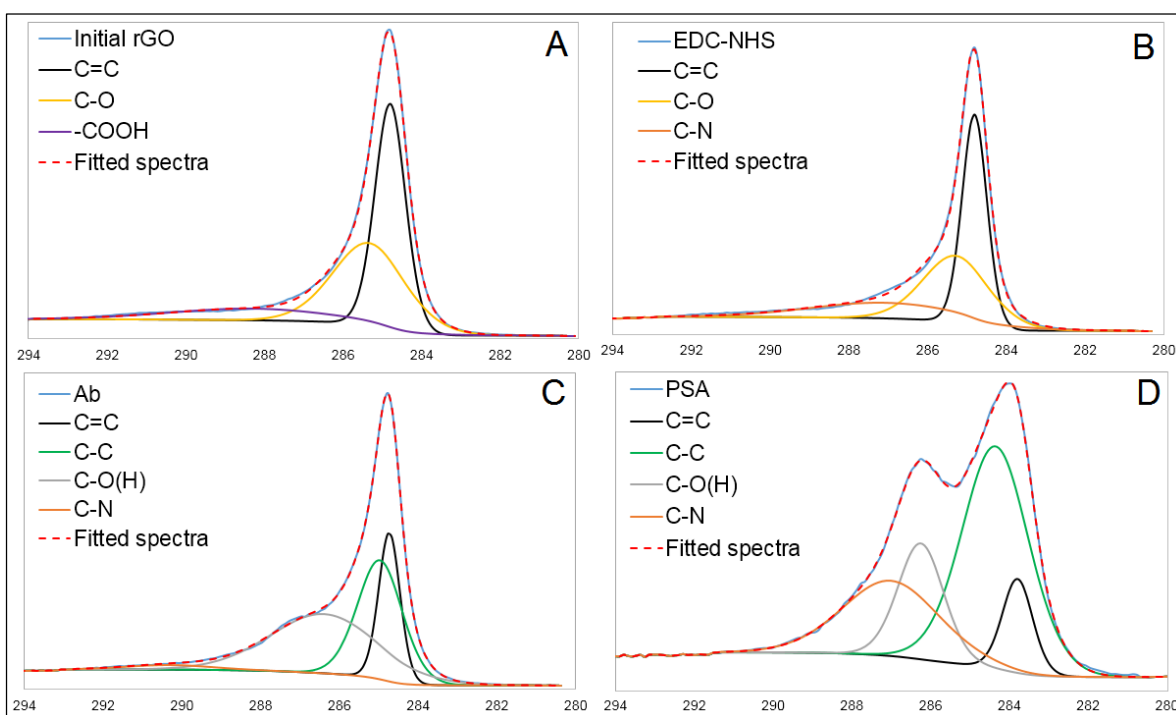 A
Initial rGO
C=C
C-O
-COOH
Fitted spectra
294 292 290 288 286 284 282 280
B
EDC-NHS
C=C
C-O
C-N
Fitted spectra
294 292 290 288 286 284 282 280
C
Ab
C=C
C-C
C-O(H)
C-N
Fitted spectra
294 292 290 288 286 284 282 280
D
PSA
C=C
C-C
C-O(H)
C-N
Fitted spectra
294 292 290 288 286 284 282 280